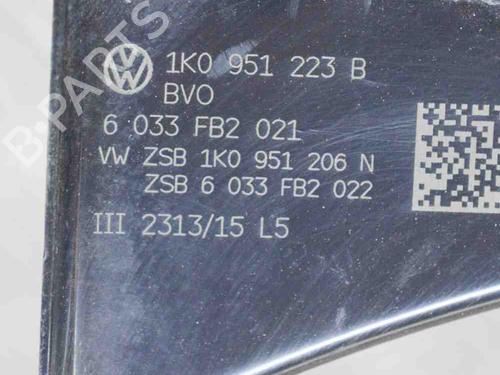 1K0 951 223 B
BVO
6 033 FB2 021
VW ZSB 1K0 951 206 N
ZSB 6 033 FB2 022
III 2313/15 L5
B-PARTS